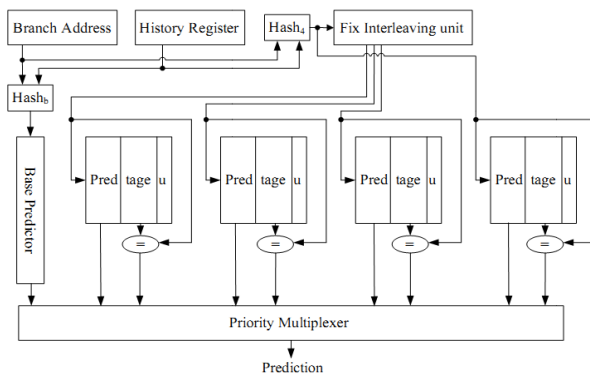 Branch Address
History Register
Hash4
Fix Interleaving unit
Hashb
Base Predictor
Pred tage u
Pred tage u
Pred tage u
Pred tage u
=
=
=
=
Priority Multiplexer
Prediction